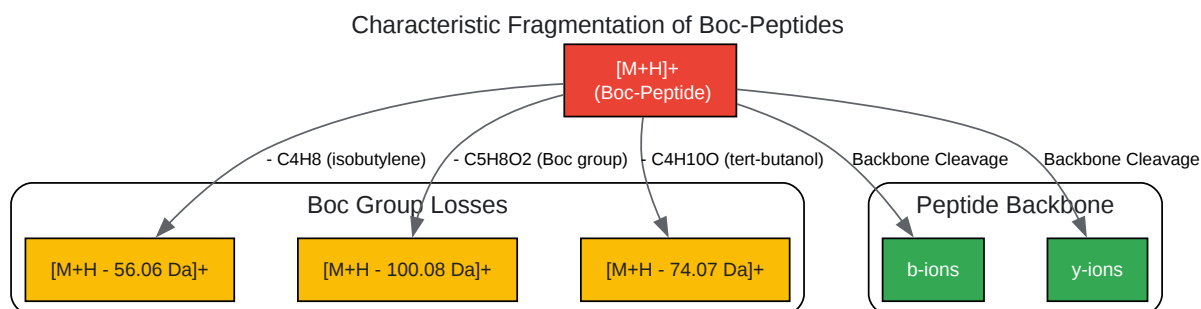 Characteristic Fragmentation of Boc-Peptides
[M+H]+
(Boc-Peptide)
- C4H8 (isobutylene)
- C5H8O2 (Boc group)
- C4H10O (tert-butanol)
Backbone Cleavage
Backbone Cleavage
Boc Group Losses
Peptide Backbone
[M+H - 56.06 Da]+
[M+H - 100.08 Da]+
[M+H - 74.07 Da]+
b-ions
y-ions